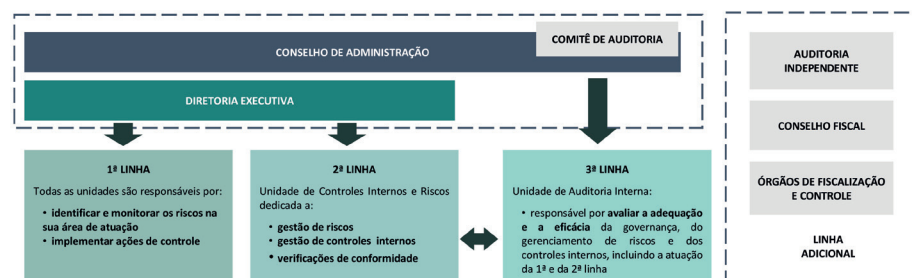 COMITÊ DE AUDITORIA
CONSELHO DE ADMINISTRAÇÃO
DIRETORIA EXECUTIVA
1ª LINHA
Todas as unidades são responsáveis por:
• identificar e monitorar os riscos na
sua área de atuação
• implementar ações de controle
2ª LINHA
Unidade de Controles Internos e Riscos
dedicada a:
• gestão de riscos
• gestão de controles internos
• verificações de conformidade
3ª LINHA
Unidade de Auditoria Interna:
• responsável por avaliar a adequação
e a eficácia da governança, do
gerenciamento de riscos e dos
controles internos, incluindo a atuação
da 1ª e da 2ª linha
AUDITORIA
INDEPENDENTE
CONSELHO FISCAL
ÓRGÃOS DE FISCALIZAÇÃO
E CONTROLE
LINHA
ADICIONAL